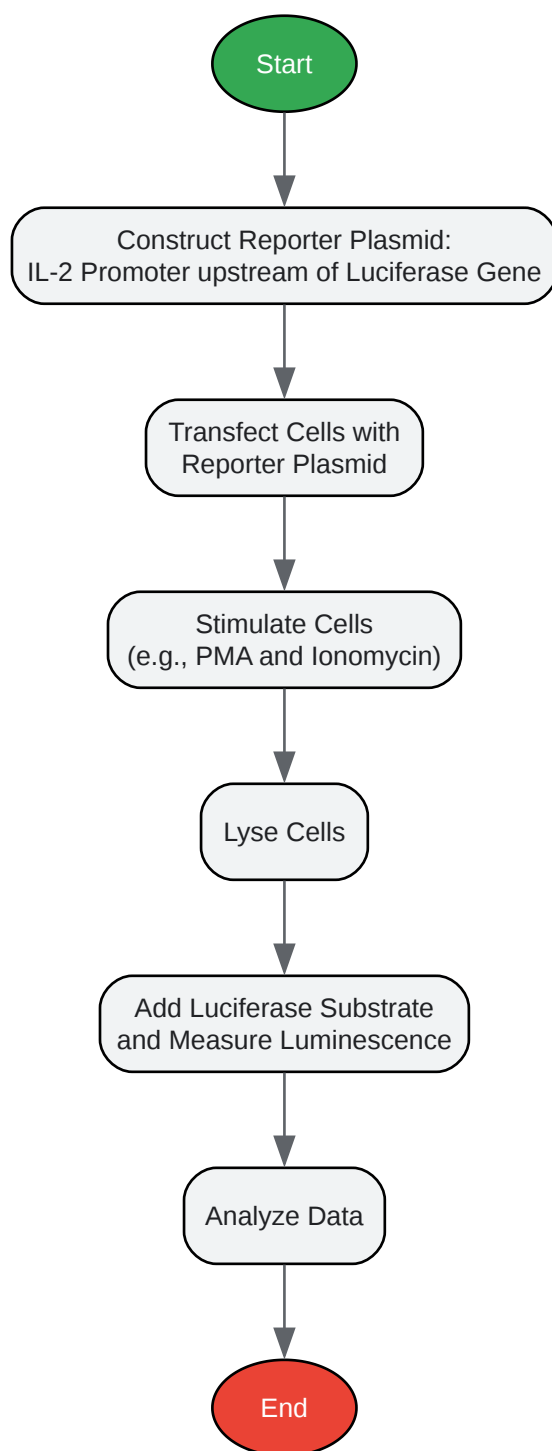 Start
Construct Reporter Plasmid:
IL-2 Promoter upstream of Luciferase Gene
Transfect Cells with
Reporter Plasmid
Stimulate Cells
(e.g., PMA and Ionomycin)
Lyse Cells
Add Luciferase Substrate
and Measure Luminescence
Analyze Data
End